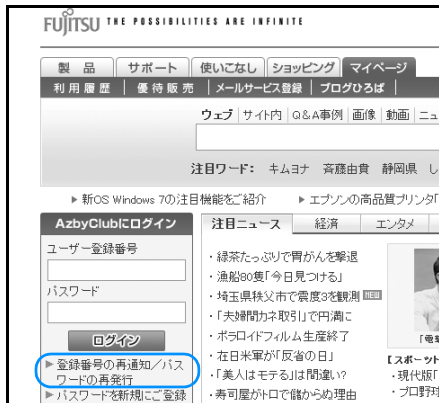 FUJITSU THE POSSIBILITIES ARE INFINITE
製品 サポート 使いこなし ショッピング マイページ
利用履歴 優待販売 メールサービス登録 ブログひろば
ウェブ サイト内 Q&A事例 画像 動画 ニュ
注目ワード: キムヨナ 斉藤由貴 静岡県 し
▶新OS Windows 7の注目機能をご紹介 ▶エプソンの高品質プリンタ「
AzbyClubにログイン
ユーザー登録番号
パスワード
ログイン
▶登録番号の再通知/パス
ワードの再発行
▶パスワードを新規にご登録
注目ニュース 経済 エンタメ
・緑茶たっぷりで胃がんを撃退
・漁船80隻「今日見つける」
・埼玉県秩父市で震度3を観測 NEW
・「夫婦間カネ取引」で円満に
・ポラロイドフィルム生産終了
・在日米軍が「反省の日」
・「美人はモテる」は間違い?
・寿司屋がトロで儲からぬ理由
【スポーツ
・現代版「
・プロ野球